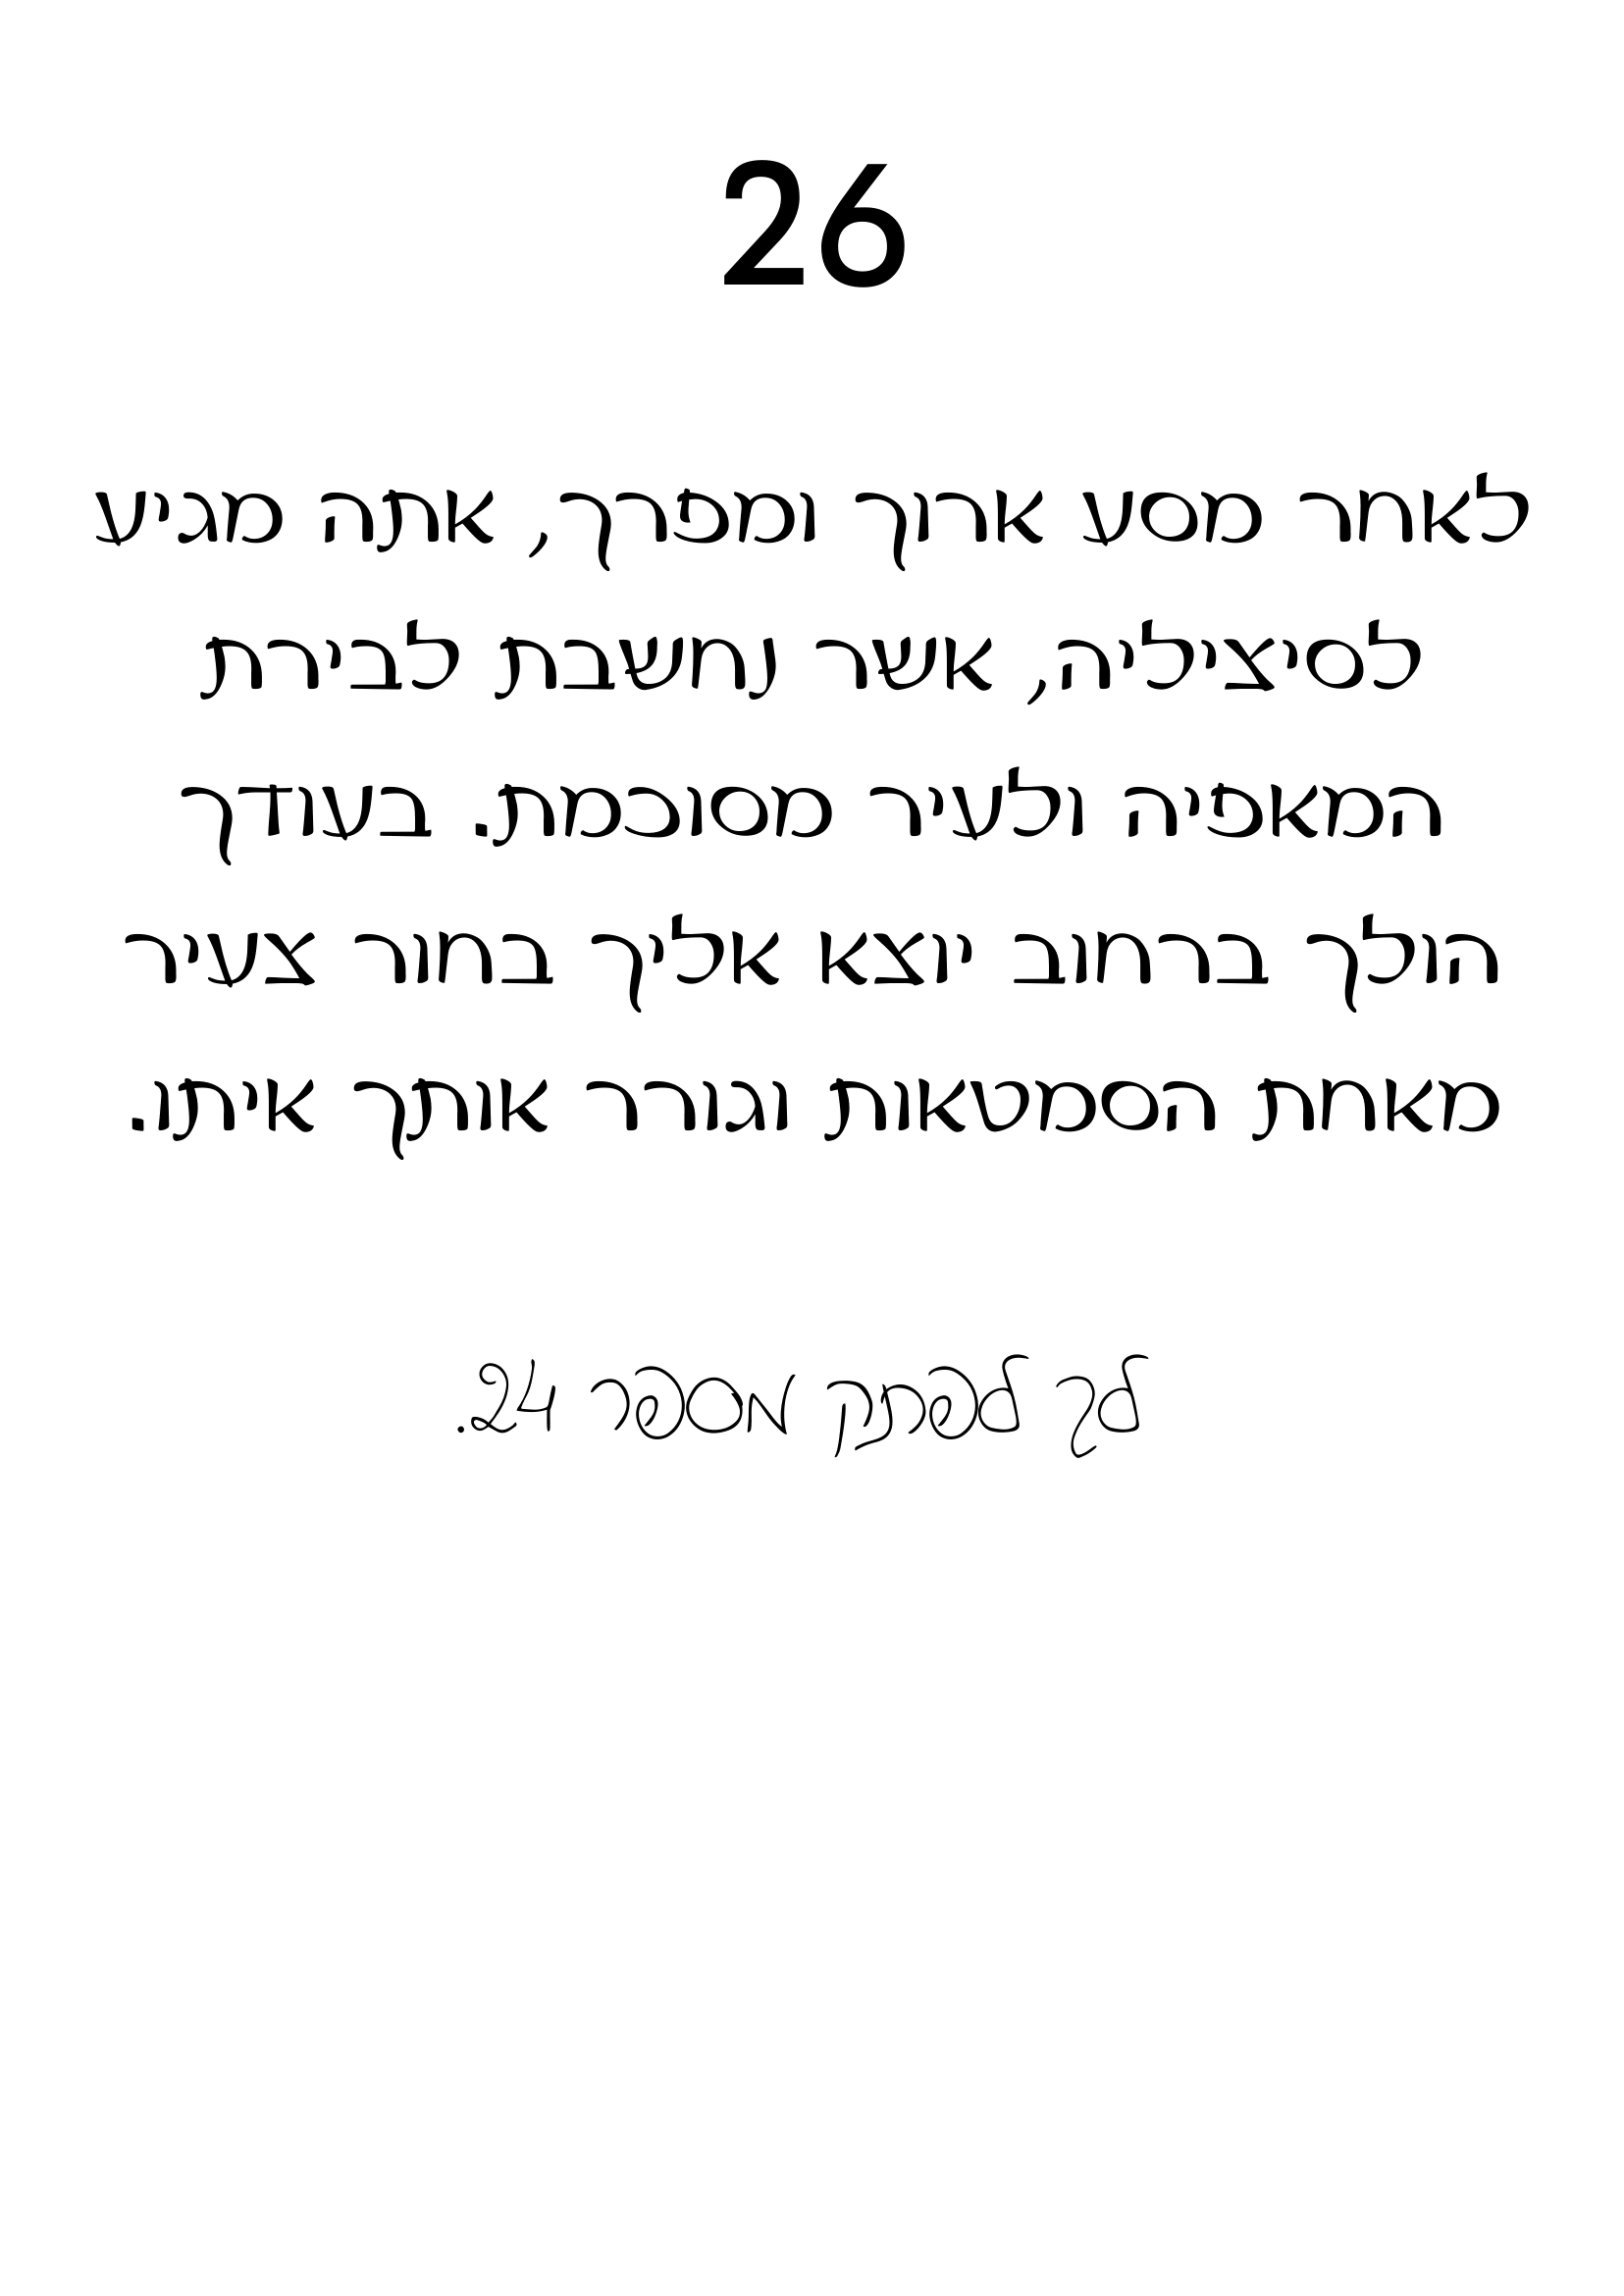 26
לאחר מסע ארוך ומפרך, אתה מגיע
לסיציליה, אשר נחשבת לבירת
המאפיה ולעיר מסוכמת. בעודך
הולך ברחוב יוצא אליך בחור צעיר
מאחת הסמטאות וגורר אותך איתו.
לך לפתק מספר 24.